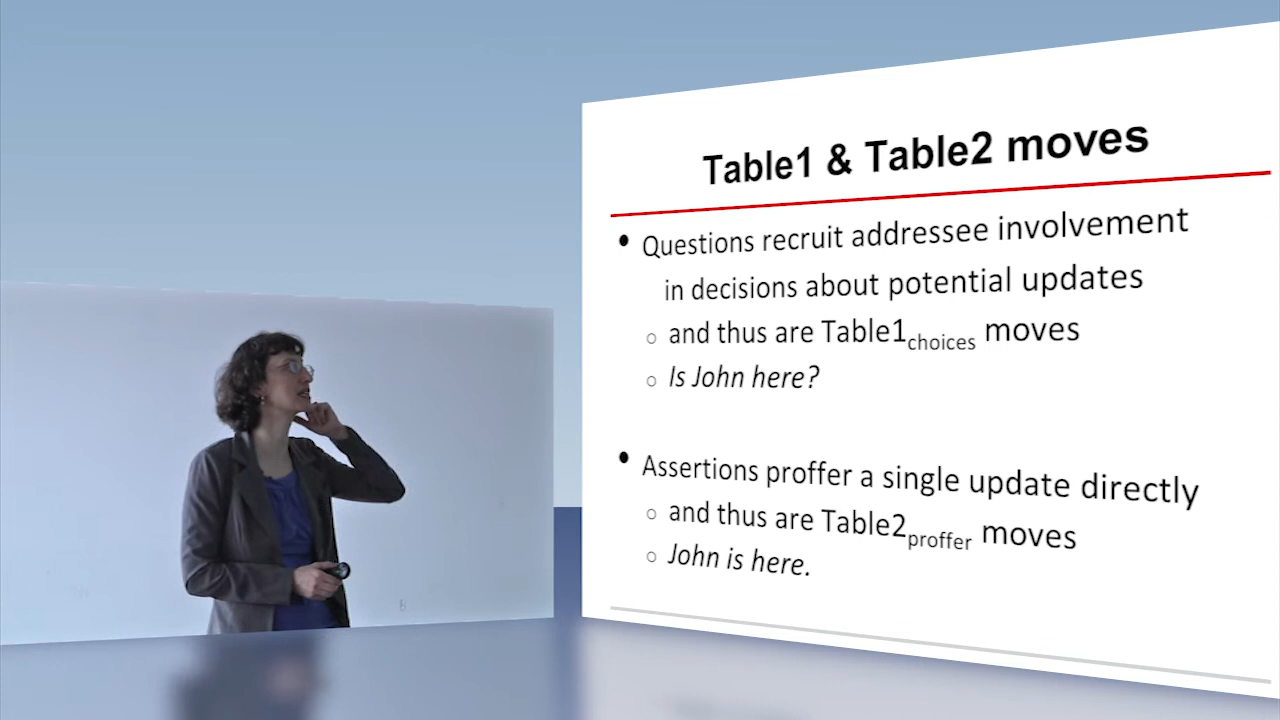 Table1 & Table2 moves
• Questions recruit addressee involvement
in decisions about potential updates
○ and thus are Table1choices moves
○ Is John here?
• Assertions proffer a single update directly
○ and thus are Table2proffer moves
○ John is here.